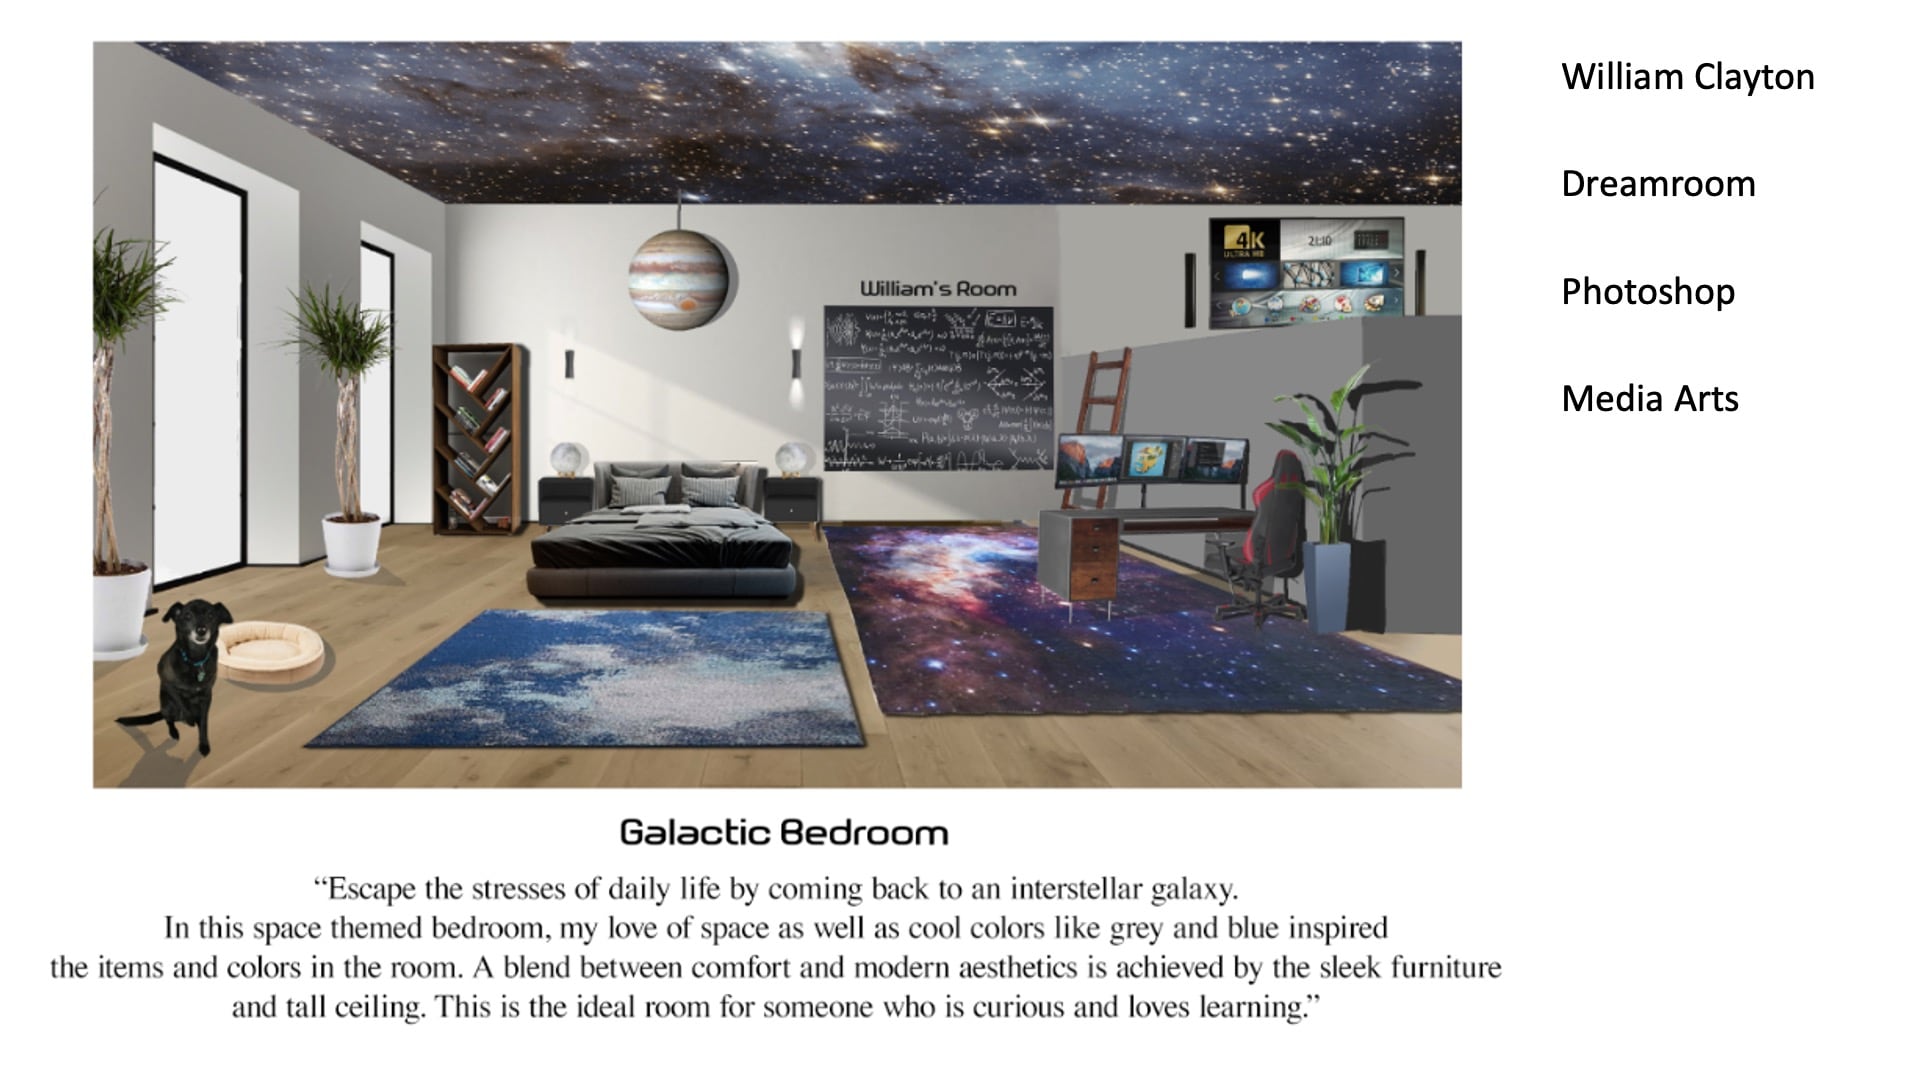 William Clayton
Dreamroom
Photoshop
Media Arts
4K
ULTRA HD
21:10
William's Room
Galactic Bedroom
“Escape the stresses of daily life by coming back to an interstellar galaxy.
In this space themed bedroom, my love of space as well as cool colors like grey and blue inspired
the items and colors in the room. A blend between comfort and modern aesthetics is achieved by the sleek furniture
and tall ceiling. This is the ideal room for someone who is curious and loves learning.”